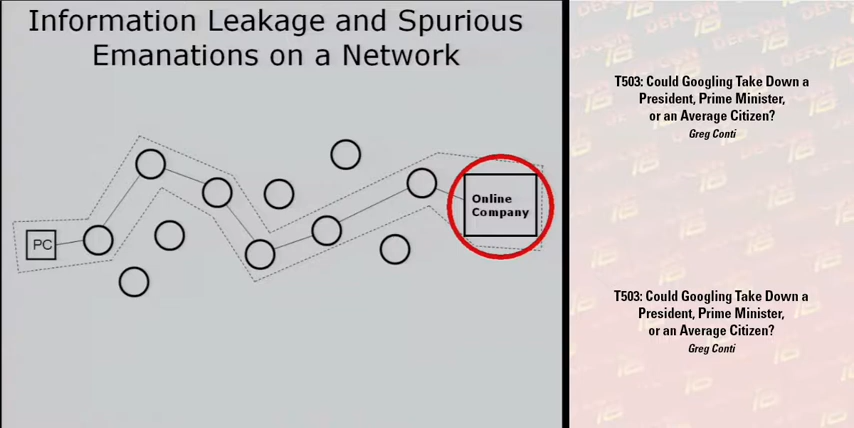 Information Leakage and Spurious
Emanations on a Network
PC
Online
Company
T503: Could Googling Take Down a
President, Prime Minister,
or an Average Citizen?
Greg Conti
T503: Could Googling Take Down a
President, Prime Minister,
or an Average Citizen?
Greg Conti
DEFCON
16